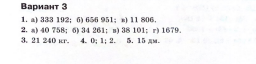 Вариант 3
1. а) 333 192; б) 656 951; в) 11 806.
2. а) 40 758; б) 34 261; в) 38 101; г) 1679.
3. 21 240 кг. 4. 0; 1; 2. 5. 15 дм.